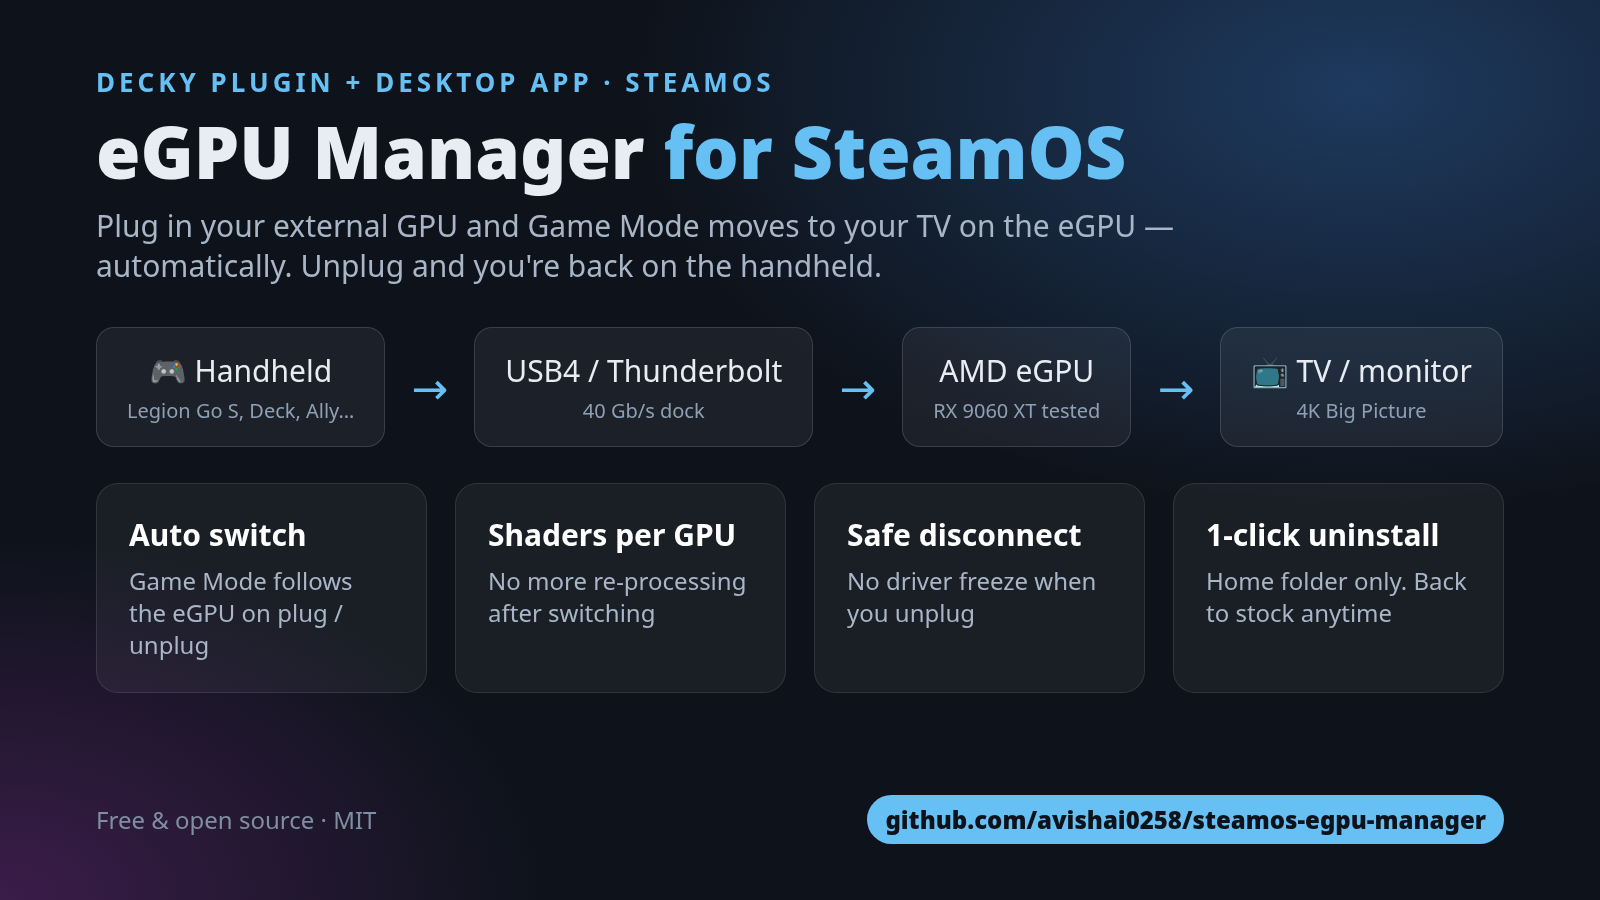 DECKY PLUGIN + DESKTOP APP · STEAMOS
eGPU Manager for SteamOS
Plug in your external GPU and Game Mode moves to your TV on the eGPU —
automatically. Unplug and you're back on the handheld.
🎮 Handheld
Legion Go S, Deck, Ally...
→
USB4 / Thunderbolt
40 Gb/s dock
→
AMD eGPU
RX 9060 XT tested
→
📺 TV / monitor
4K Big Picture
Auto switch
Game Mode follows
the eGPU on plug /
unplug
Shaders per GPU
No more re-processing
after switching
Safe disconnect
No driver freeze when
you unplug
1-click uninstall
Home folder only. Back
to stock anytime
Free & open source · MIT
github.com/avishai0258/steamos-egpu-manager